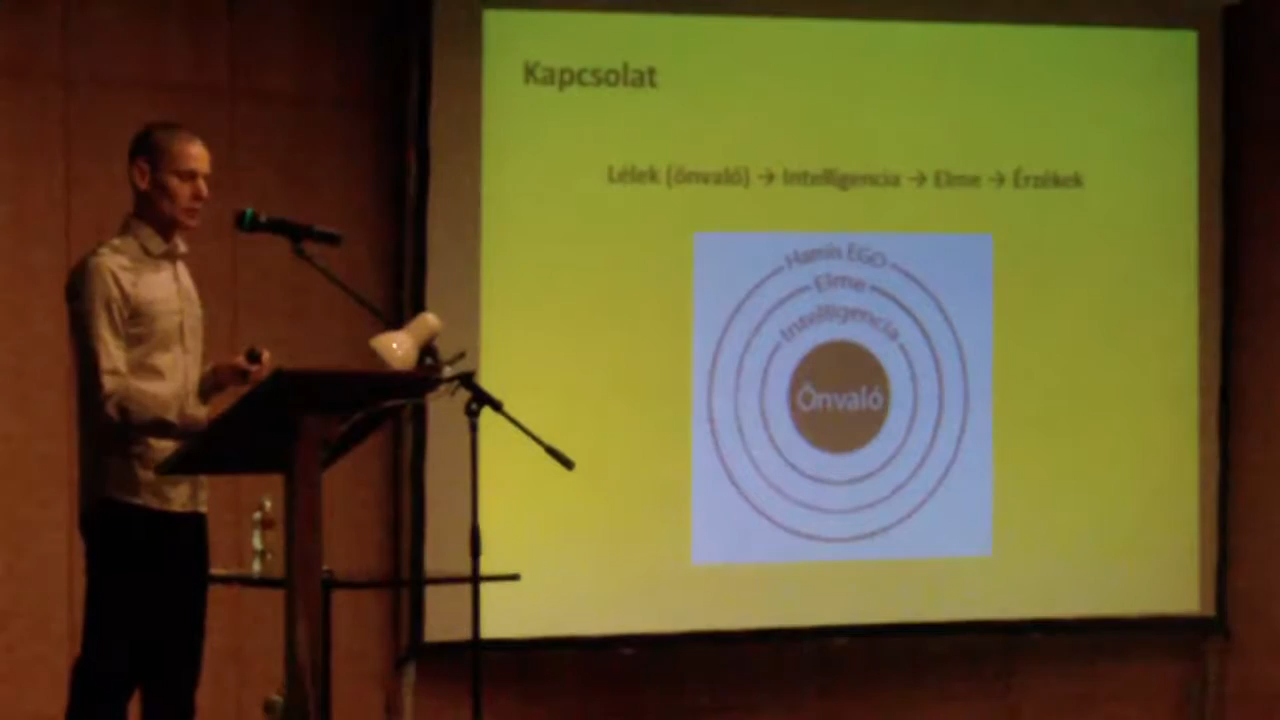 Kapcsolat
Lélek (önvaló) → Intelligencia → Elme → Érzékek
Hamis EGO
Elme
Intelligencia
Önvaló